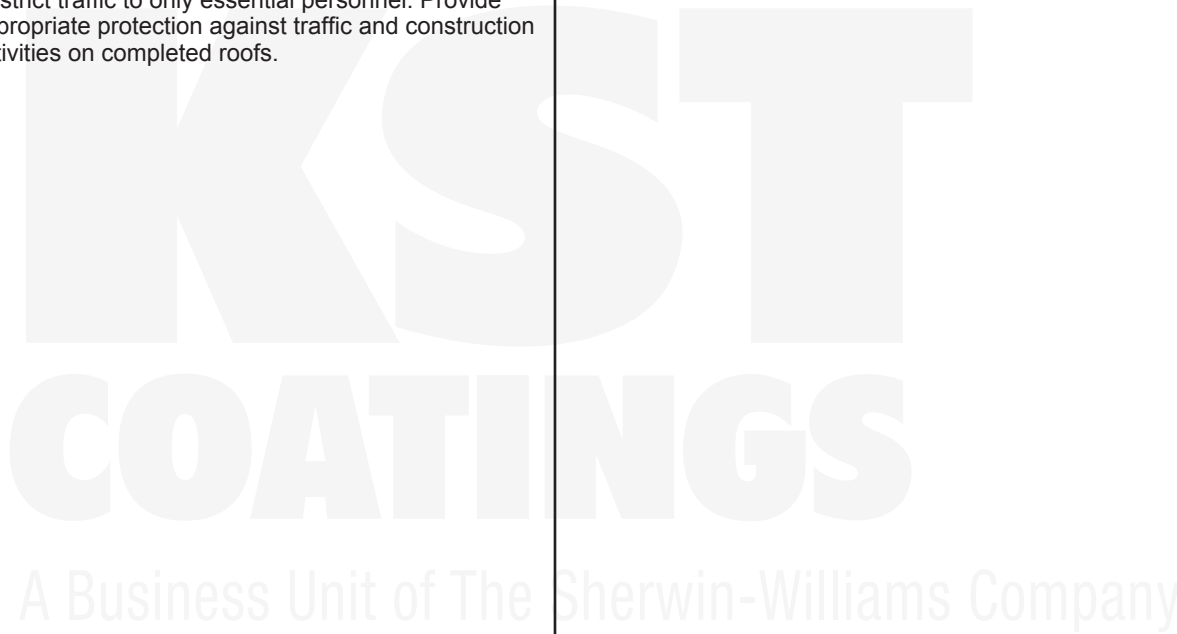 strict traffic to only essential personnel. Provide
propriate protection against traffic and construction
tivities on completed roofs.
KST
COATINGS
A Business Unit of The Sherwin-Williams Company